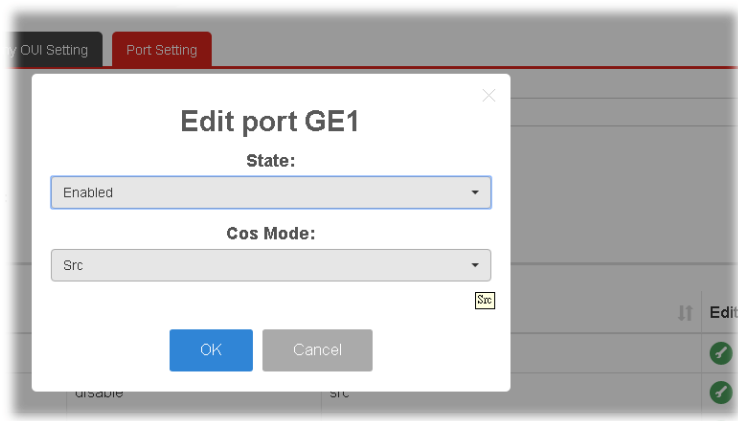 y OUI Setting
Port Setting
Edit port GE1
State:
Enabled
Cos Mode:
Src
Src
OK
Cancel
Edit
disable
src